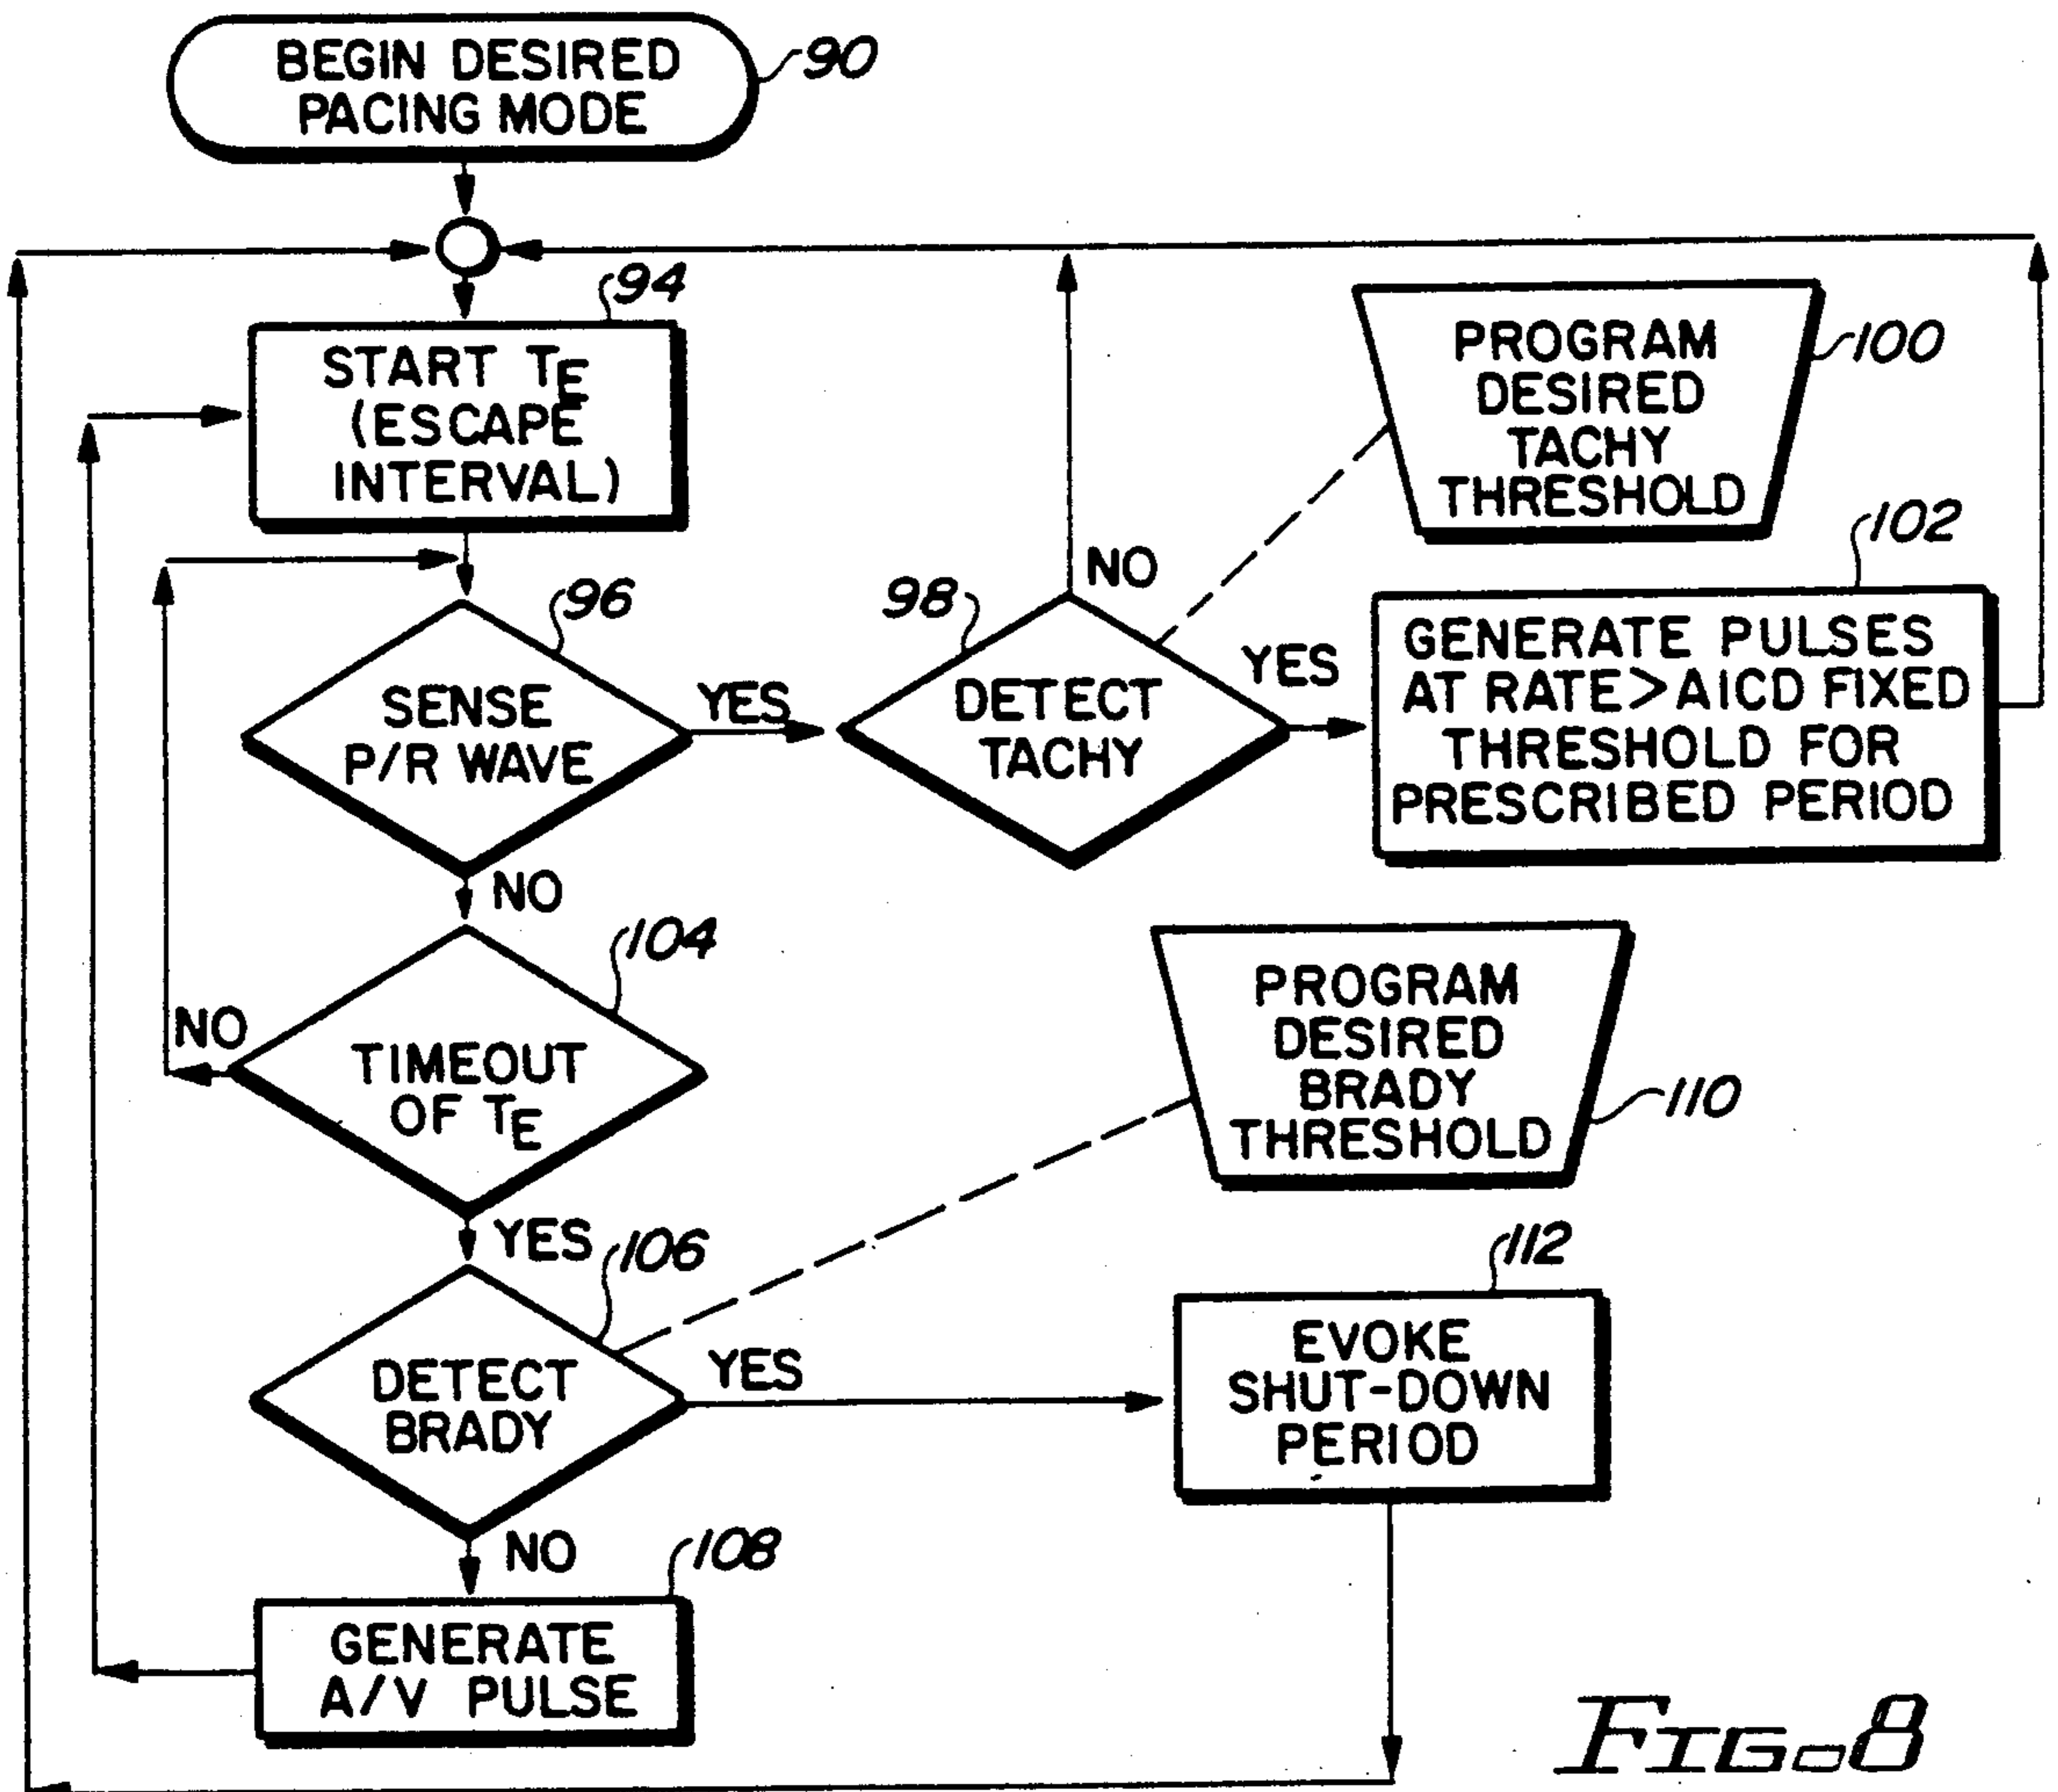 BEGIN DESIRED
PACING MODE
90
94
START TE
(ESCAPE
INTERVAL)
PROGRAM
DESIRED
TACHY
THRESHOLD
100
102
NO
96
98
SENSE
P/R WAVE
YES
DETECT
TACHY
YES
GENERATE PULSES
AT RATE>AICD FIXED
THRESHOLD FOR
PRESCRIBED PERIOD
NO
104
NO
TIMEOUT
OF TE
PROGRAM
DESIRED
BRADY
THRESHOLD
110
YES
106
112
DETECT
BRADY
YES
EVOKE
SHUT-DOWN
PERIOD
NO
108
GENERATE
A/V PULSE
FIG. 8